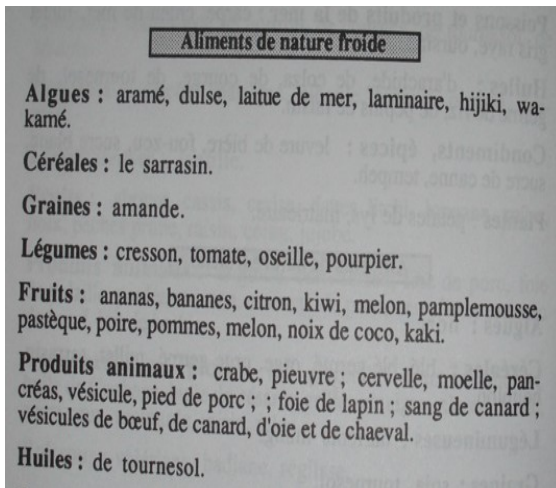 Aliments de nature froide
Algues : aramé, dulse, laitue de mer, laminaire, hijiki, wa-
kamé.
Céréales : le sarrasin.
Graines : amande.
Légumes : cresson, tomate, oseille, pourpier.
Fruits : ananas, bananes, citron, kiwi, melon, pamplemousse,
pastèque, poire, pommes, melon, noix de coco, kaki.
Produits animaux : crabe, pieuvre ; cervelle, moelle, pan-
créas, vésicule, pied de porc ; ; foie de lapin ; sang de canard ;
vésicules de bœuf, de canard, d'oie et de chaeval.
Huiles : de tournesol.